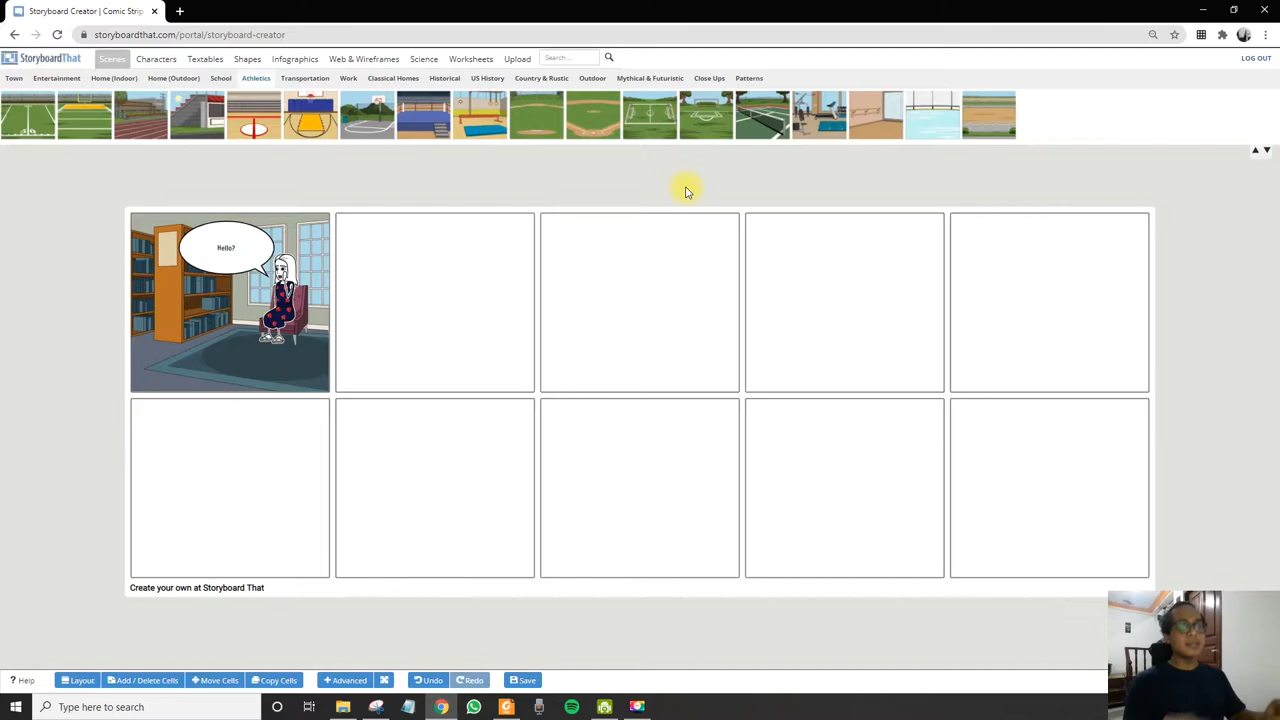 Storyboard Creator | Comic Strip
storyboardthat.com/portal/storyboard-creator
StoryboardThat
Scenes Characters Textables Shapes Infographics Web & Wireframes Science Worksheets Upload Search ... LOG OUT
Town Entertainment Home (Indoor) Home (Outdoor) School Athletics Transportation Work Classical Homes Historical US History Country & Rustic Outdoor Mythical & Futuristic Close Ups Patterns
Hello?
Create your own at Storyboard That
? Help Layout Add / Delete Cells Move Cells Copy Cells Advanced Undo Redo Save
Type here to search